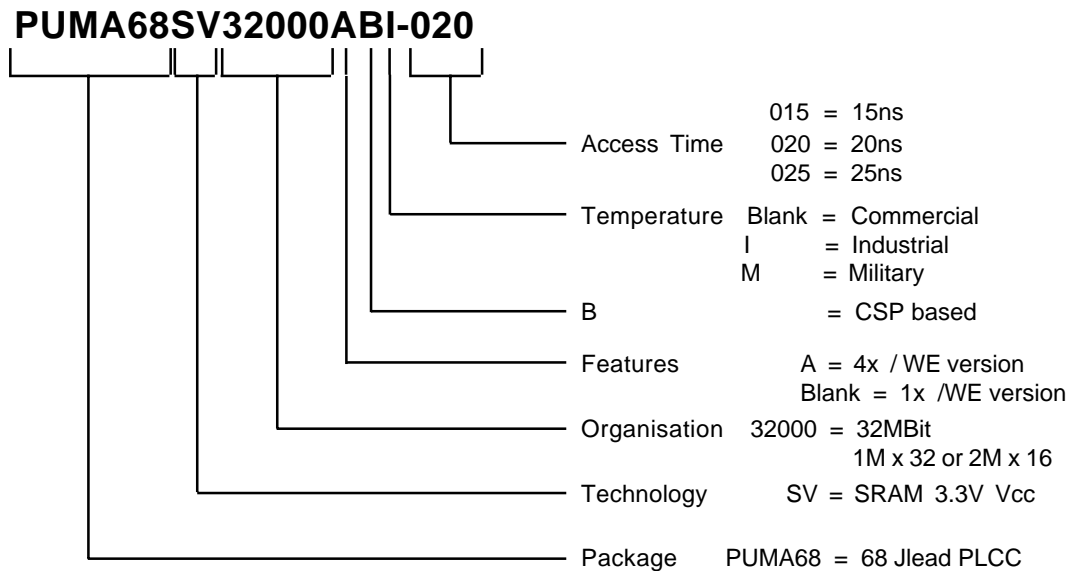 PUMA68SV32000ABI-020
015 = 15ns
Access Time 020 = 20ns
025 = 25ns
Temperature Blank = Commercial
I = Industrial
M = Military
B = CSP based
Features A = 4x / WE version
Blank = 1x /WE version
Organisation 32000 = 32MBit
1M x 32 or 2M x 16
Technology SV = SRAM 3.3V Vcc
Package PUMA68 = 68 Jlead PLCC